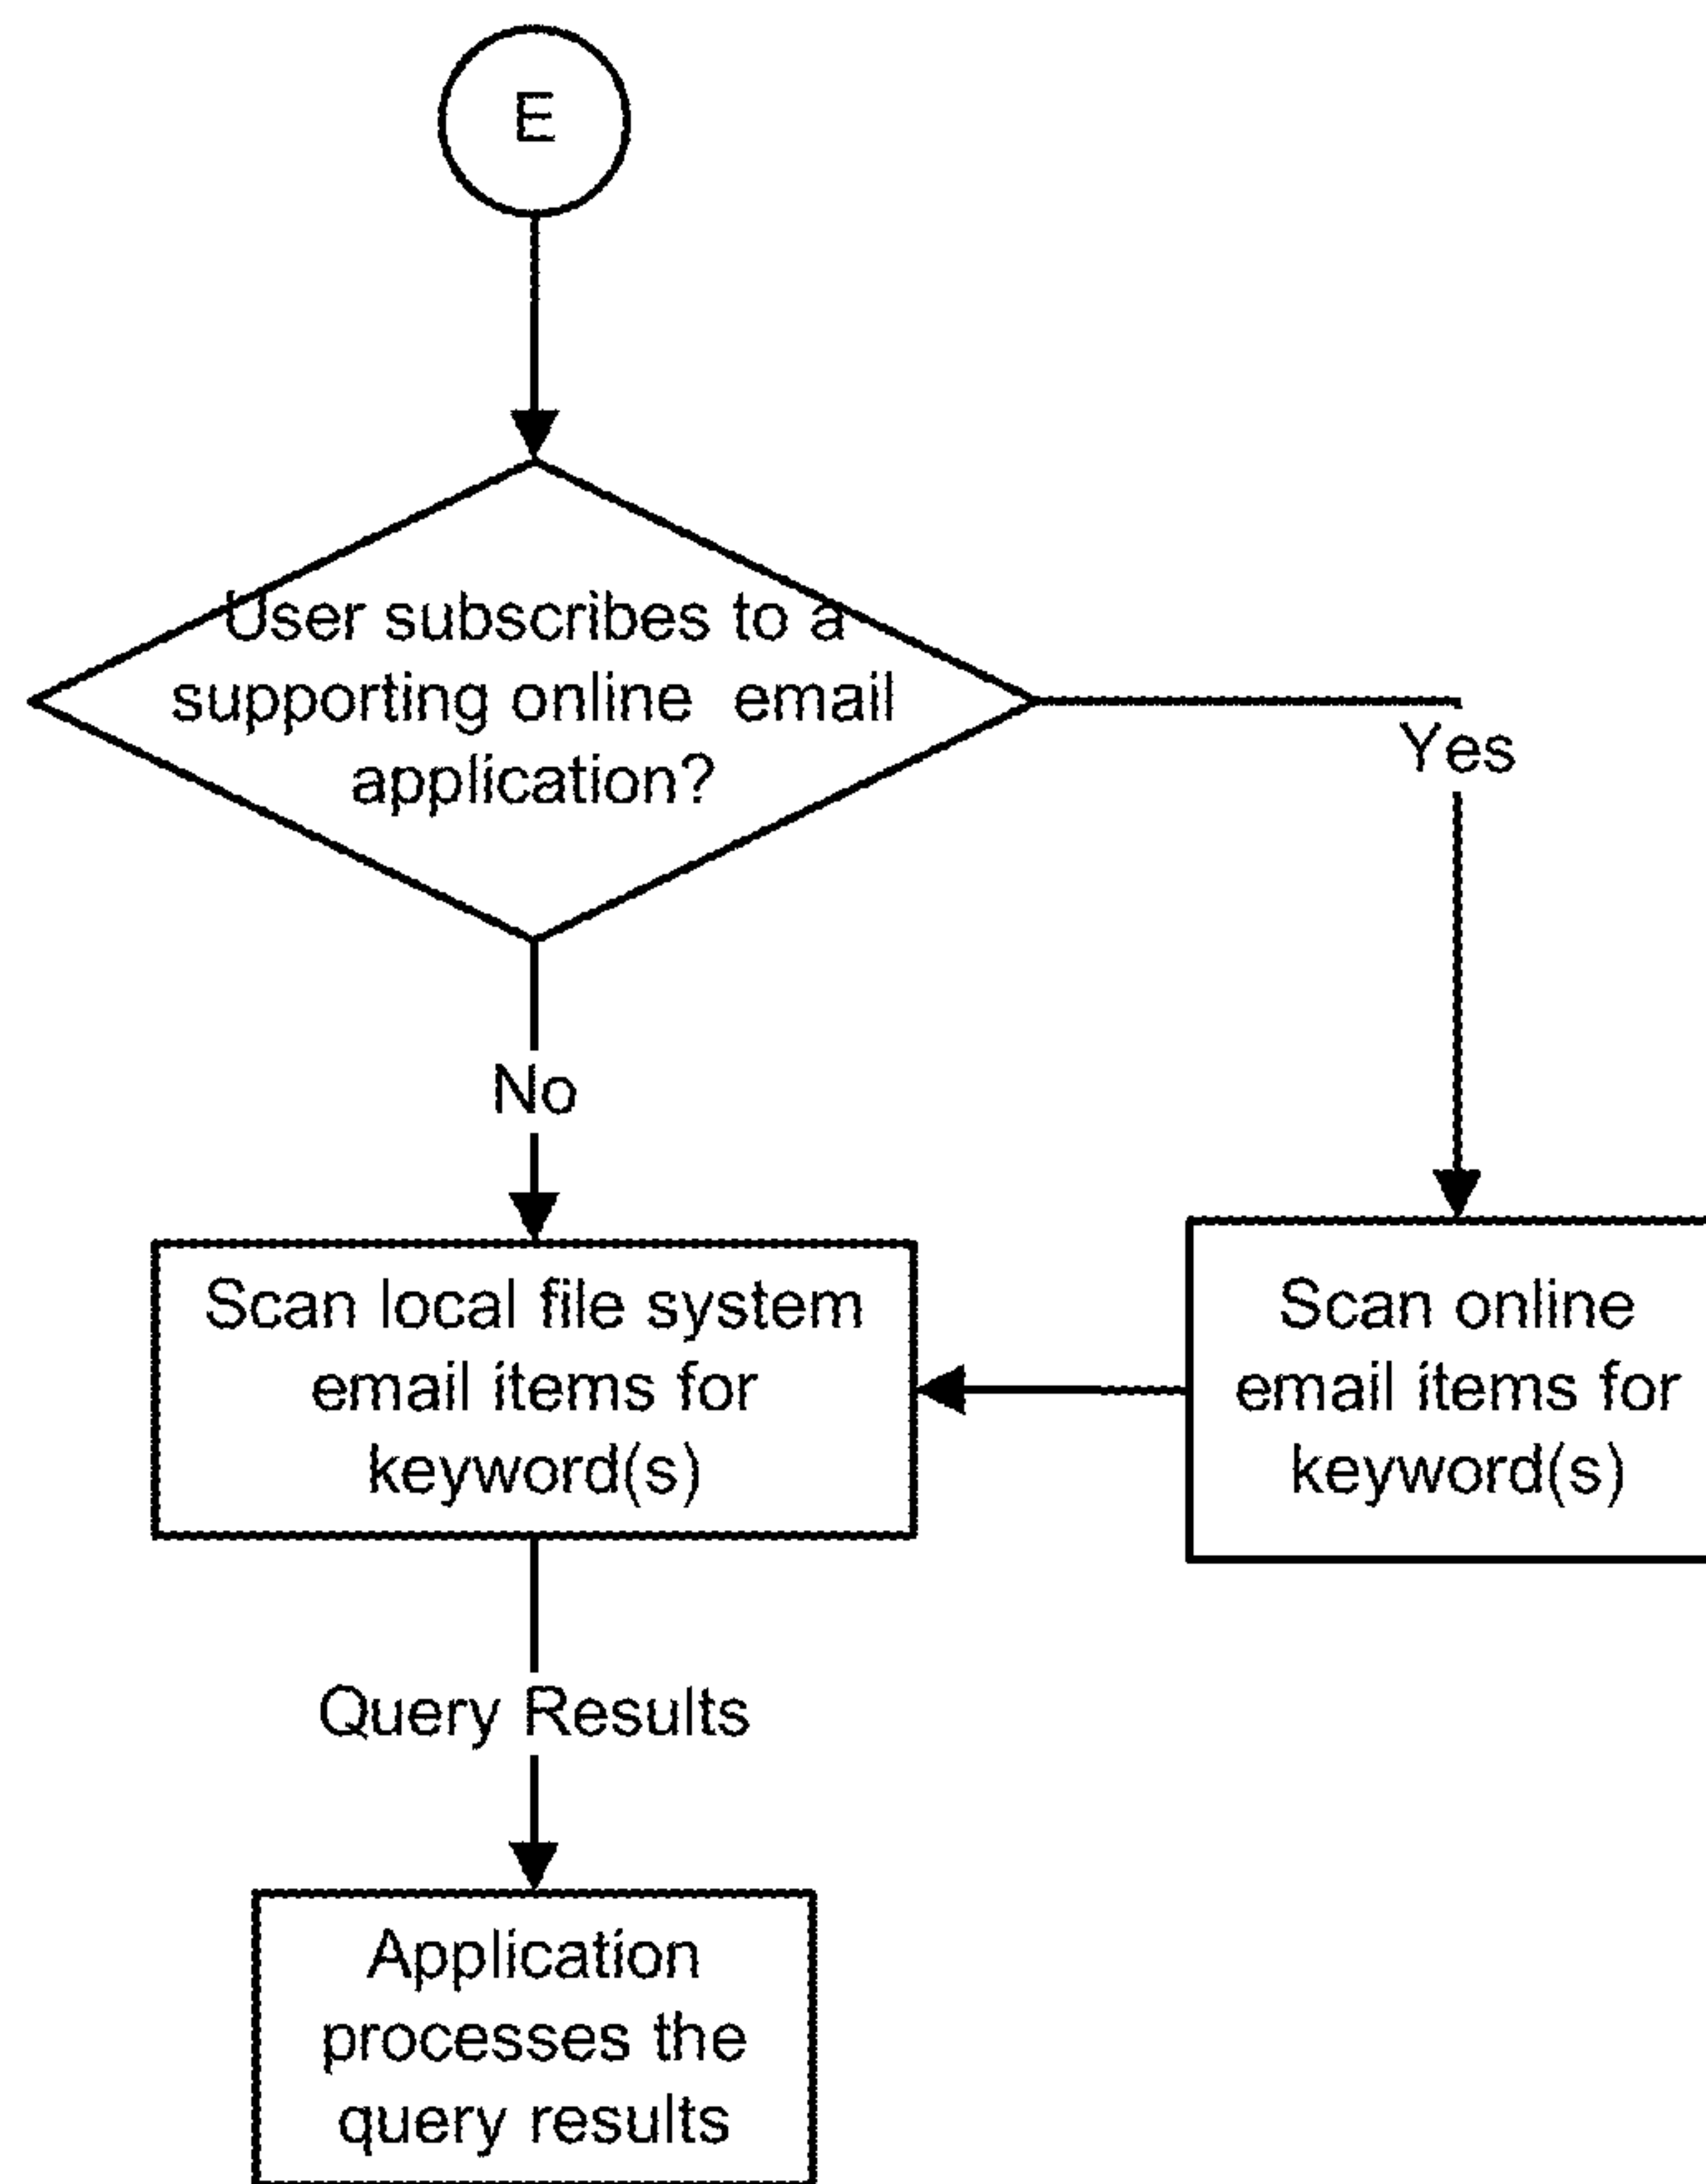 E
User subscribes to a
supporting online email
application?
Yes
No
Scan local file system
email items for
keyword(s)
Scan online
email items for
keyword(s)
Query Results
Application
processes the
query results